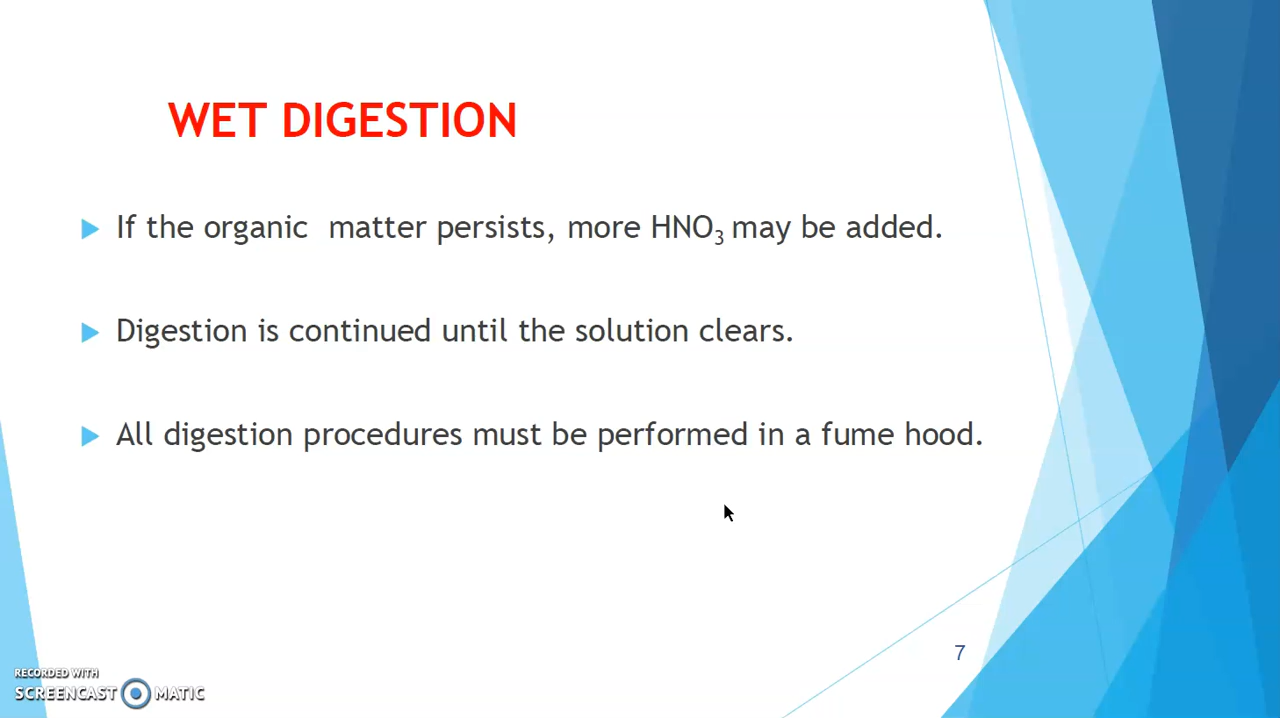 WET DIGESTION
If the organic  matter persists, more HNO₃ may be added.
Digestion is continued until the solution clears.
All digestion procedures must be performed in a fume hood.
7
RECORDED WITH
SCREENCAST MATIC